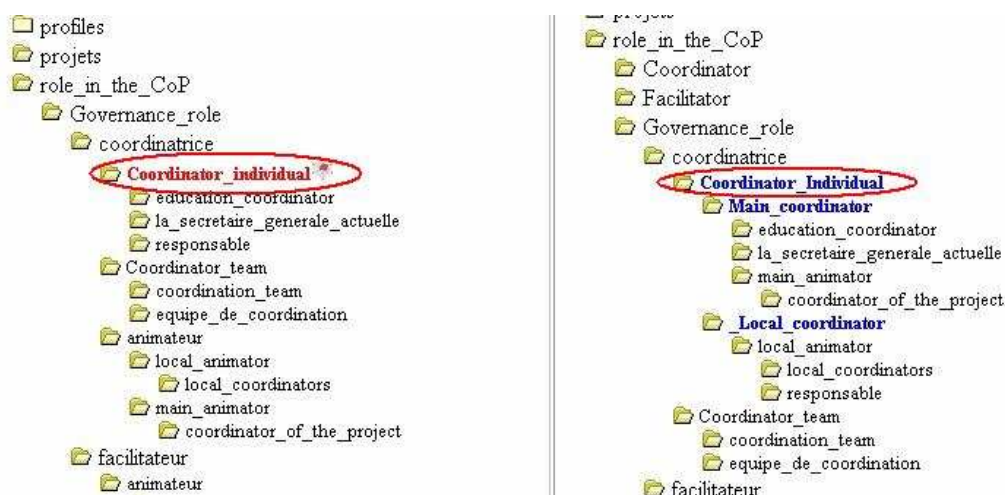 profiles
projets
role_in_the_CoP
Governance_role
coordinatrice
Coordinator_individual
education_coordinator
la_secretaire_generale_actuelle
responsable
Coordinator_team
coordination_team
equipe_de_coordination
animateur
local_animator
local_coordinators
main_animator
coordinator_of_the_project
facilitateur
animateur
projets
role_in_the_CoP
Coordinator
Facilitator
Governance_role
coordinatrice
Coordinator_Individual
Main_coordinator
education_coordinator
la_secretaire_generale_actuelle
main_animator
coordinator_of_the_project
_Local_coordinator
local_animator
local_coordinators
responsable
Coordinator_team
coordination_team
equipe_de_coordination
facilitateur